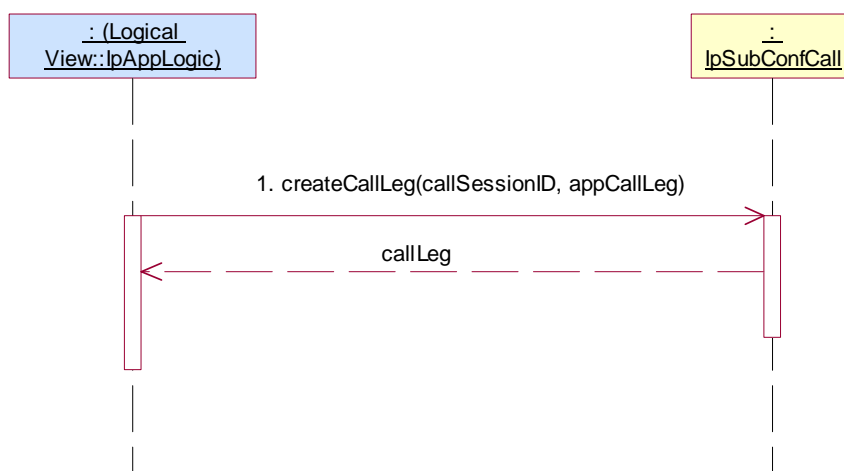 : (Logical
View::IpAppLogic)
:
IpSubConfCall
1. createCallLeg(callSessionID, appCallLeg)
callLeg